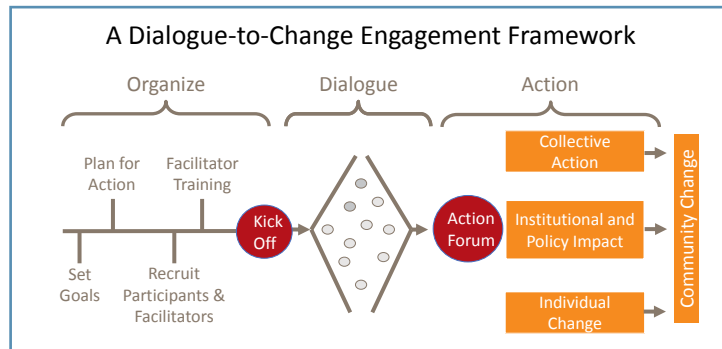 A Dialogue-to-Change Engagement Framework
Organize
Dialogue
Action
Plan for
Action
Facilitator
Training
Set
Goals
Recruit
Participants &
Facilitators
Kick
Off
Action
Forum
Collective
Action
Institutional and
Policy Impact
Individual
Change
Community Change